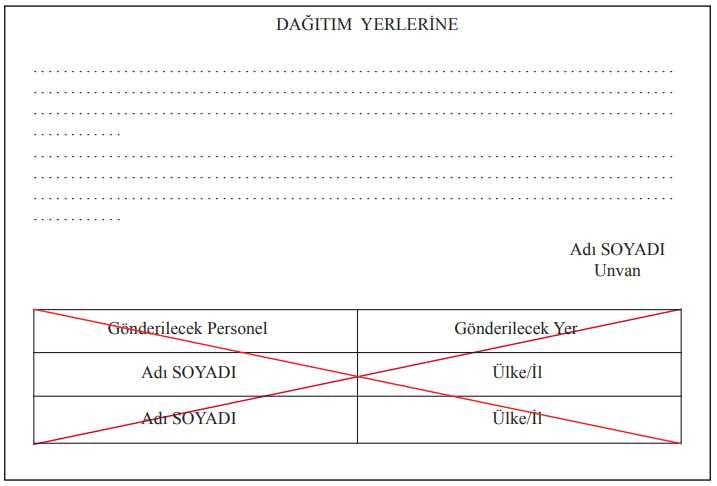 DAĞITIM YERLERİNE
. . . . . . . . . . . . . . . . . . . . . . . . . . . . . . . . . . . . . . . . . . . . . . . . . . . . . . . . . . . . . . . . . . . . . . . . . . . . . . . . . . . . . .
. . . . . . . . . . . . . . . . . . . . . . . . . . . . . . . . . . . . . . . . . . . . . . . . . . . . . . . . . . . . . . . . . . . . . . . . . . . . . . . . . . . . . .
. . . . . . . . . . . . . . . . . . . . . . . . . . . . . . . . . . . . . . . . . . . . . . . . . . . . . . . . . . . . . . . . . . . . . . . . . . . . . . . . . . . . . .
. . . . . . . . . . . .
. . . . . . . . . . . . . . . . . . . . . . . . . . . . . . . . . . . . . . . . . . . . . . . . . . . . . . . . . . . . . . . . . . . . . . . . . . . . . . . . . . . . . .
. . . . . . . . . . . . . . . . . . . . . . . . . . . . . . . . . . . . . . . . . . . . . . . . . . . . . . . . . . . . . . . . . . . . . . . . . . . . . . . . . . . . . .
. . . . . . . . . . . . . . . . . . . . . . . . . . . . . . . . . . . . . . . . . . . . . . . . . . . . . . . . . . . . . . . . . . . . . . . . . . . . . . . . . . . . . .
. . . . . . . . . . . .
Adı SOYADI
Unvan
Gönderilecek Personel Gönderilecek Yer
Adı SOYADI Ülke/İl
Adı SOYADI Ülke/İl